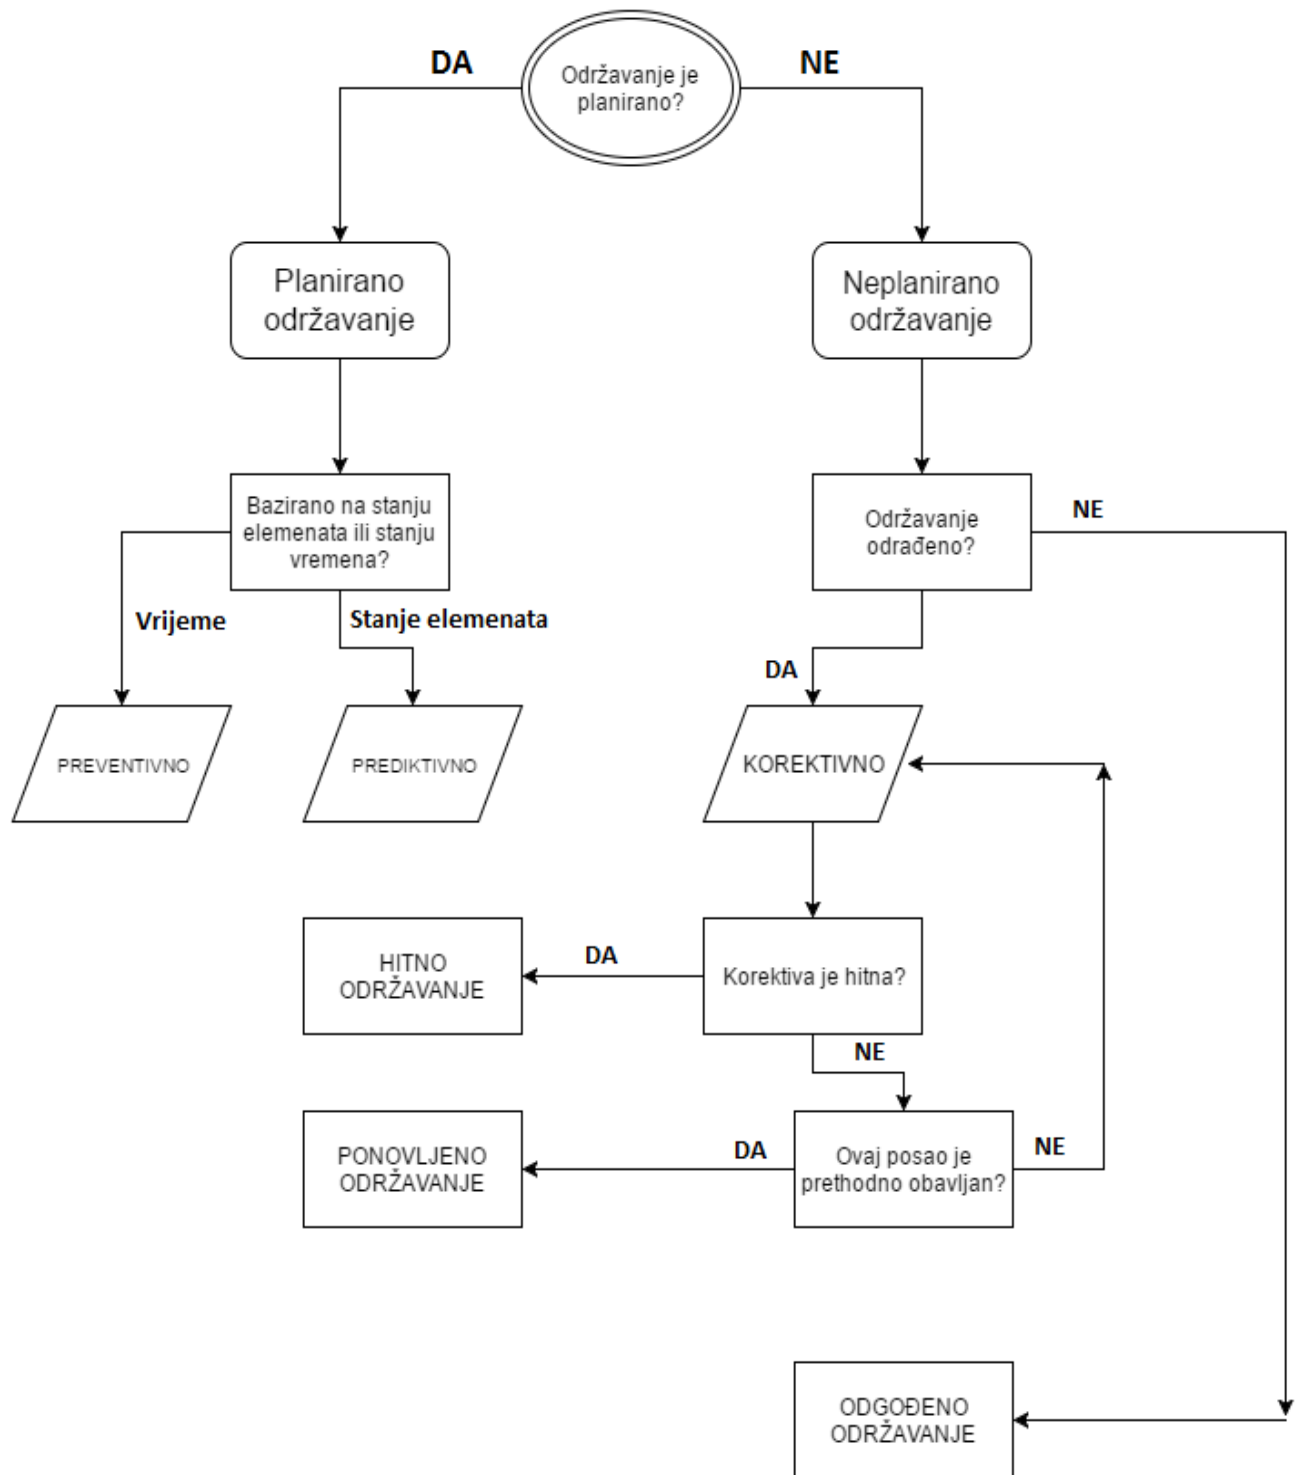 DA
NE
Održavanje je
planirano?
Planirano
održavanje
Neplanirano
održavanje
Bazirano na stanju
elemenata ili stanju
vremena?
Održavanje
odrađeno?
NE
Vrijeme
Stanje elemenata
DA
PREVENTIVNO
PREDIKTIVNO
KOREKTIVNO
HITNO
ODRŽAVANJE
DA
Korektiva je hitna?
NE
PONOVLJENO
ODRŽAVANJE
DA
Ovaj posao je
prethodno obavljan?
NE
ODGOĐENO
ODRŽAVANJE